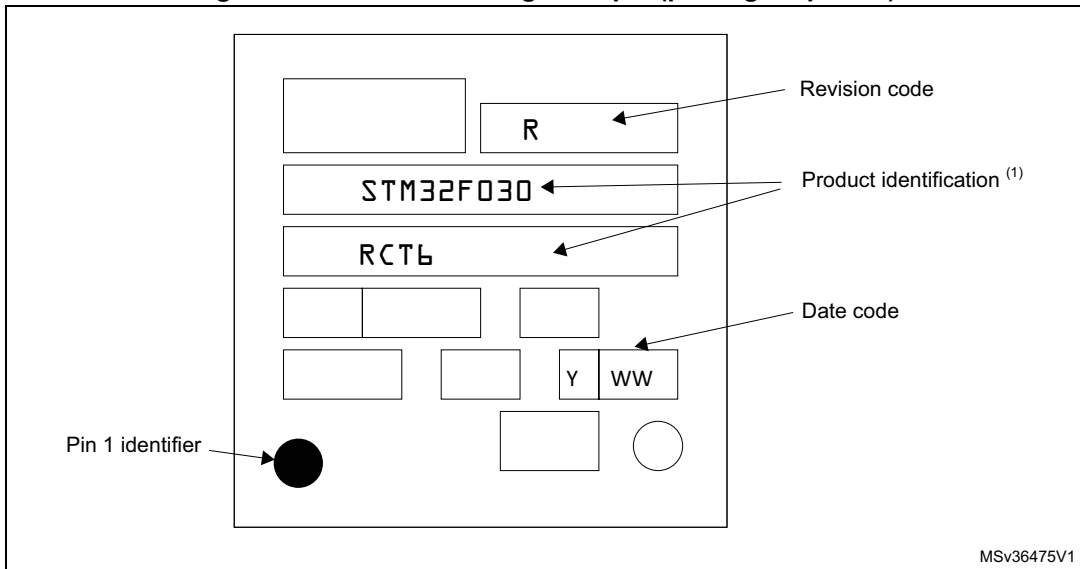 Revision code
R
STM32F030
Product identification (1)
RCT6
Date code
Y WW
Pin 1 identifier
MSv36475V1